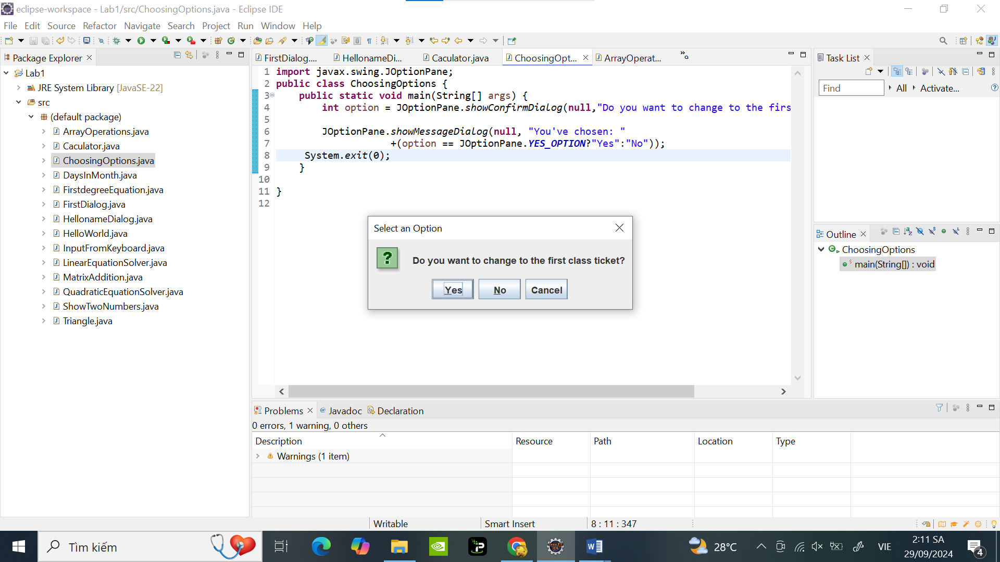 eclipse-workspace - Lab1/src/ChoosingOptions.java - Eclipse IDE
File Edit Source Refactor Navigate Search Project Run Window Help
Package Explorer
Lab1
JRE System Library [JavaSE-22]
src
(default package)
ArrayOperations.java
Caculator.java
ChoosingOptions.java
DaysInMonth.java
FirstdegreeEquation.java
FirstDialog.java
HellonameDialog.java
HelloWorld.java
InputFromKeyboard.java
LinearEquationSolver.java
MatrixAddition.java
QuadraticEquationSolver.java
ShowTwoNumbers.java
Triangle.java
FirstDialog.... HellonameDi... Caculator.java ChoosingOpt... ArrayOperat...
1 import javax.swing.JOptionPane;
2 public class ChoosingOptions {
3 public static void main(String[] args) {
4 int option = JOptionPane.showConfirmDialog(null,"Do you want to change to the firs
5
6 JOptionPane.showMessageDialog(null, "You've chosen: "
7 +(option == JOptionPane.YES_OPTION?"Yes":"No"));
8 System.exit(0);
9 }
10
11 }
12
Select an Option
Do you want to change to the first class ticket?
Yes No Cancel
Task List
Find All Activate...
Outline
ChoosingOptions
main(String[]) : void
Problems Javadoc Declaration
0 errors, 1 warning, 0 others
Description Resource Path Location Type
Warnings (1 item)
Writable Smart Insert 8 : 11 : 347
Tìm kiếm
28°C
VIE
2:11 SA
29/09/2024
4